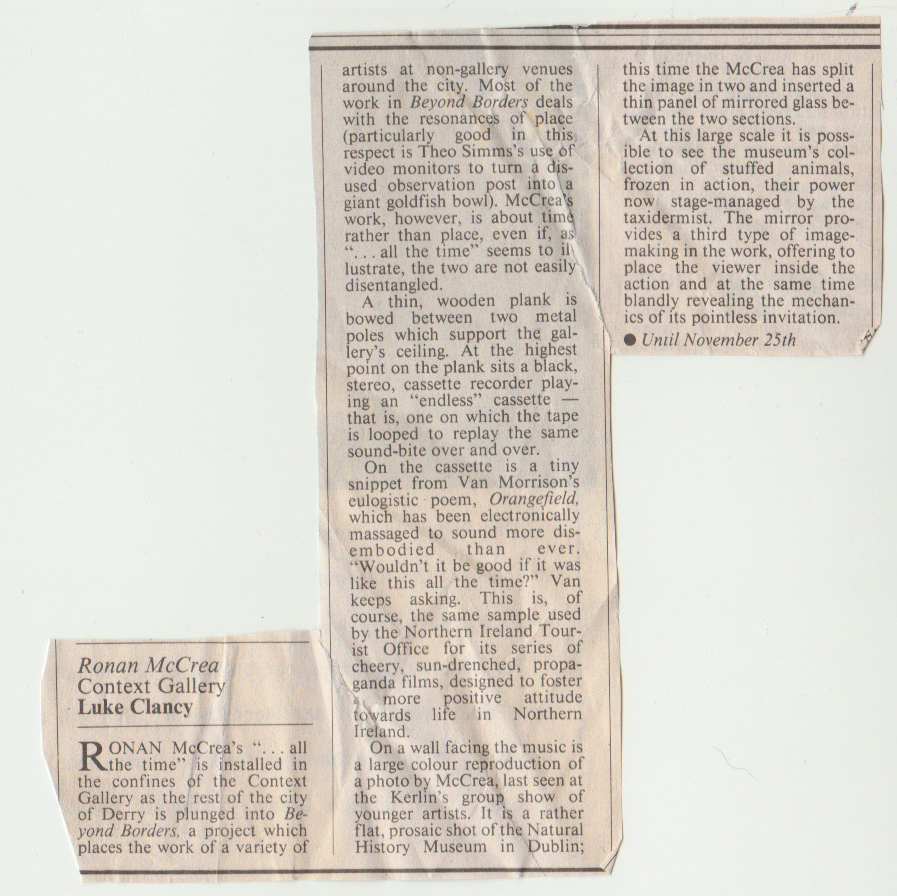 Ronan McCrea
Context Gallery
Luke Clancy
RONAN McCrea's “. . . all
the time” is installed in
the confines of the Context
Gallery as the rest of the city
of Derry is plunged into Be-
yond Borders, a project which
places the work of a variety of
artists at non-gallery venues
around the city. Most of the
work in Beyond Borders deals
with the resonances of place
(particularly good in this
respect is Theo Simms's use of
video monitors to turn a dis-
used observation post into a
giant goldfish bowl). McCrea's
work, however, is about time
rather than place, even if, as
“. . . all the time” seems to il-
lustrate, the two are not easily
disentangled.
A thin, wooden plank is
bowed between two metal
poles which support the gal-
lery's ceiling. At the highest
point on the plank sits a black,
stereo, cassette recorder play-
ing an “endless” cassette —
that is, one on which the tape
is looped to replay the same
sound-bite over and over.
On the cassette is a tiny
snippet from Van Morrison's
eulogistic poem, Orangefield,
which has been electronically
massaged to sound more dis-
embodied than ever.
“Wouldn't it be good if it was
like this all the time?” Van
keeps asking. This is, of
course, the same sample used
by the Northern Ireland Tour-
ist Office for its series of
cheery, sun-drenched, propa-
ganda films, designed to foster
a more positive attitude
towards life in Northern
Ireland.
On a wall facing the music is
a large colour reproduction of
a photo by McCrea, last seen at
the Kerlin's group show of
younger artists. It is a rather
flat, prosaic shot of the Natural
History Museum in Dublin;
this time the McCrea has split
the image in two and inserted a
thin panel of mirrored glass be-
tween the two sections.
At this large scale it is poss-
ible to see the museum's col-
lection of stuffed animals,
frozen in action, their power
now stage-managed by the
taxidermist. The mirror pro-
vides a third type of image-
making in the work, offering to
place the viewer inside the
action and at the same time
blandly revealing the mechan-
ics of its pointless invitation.
● Until November 25th